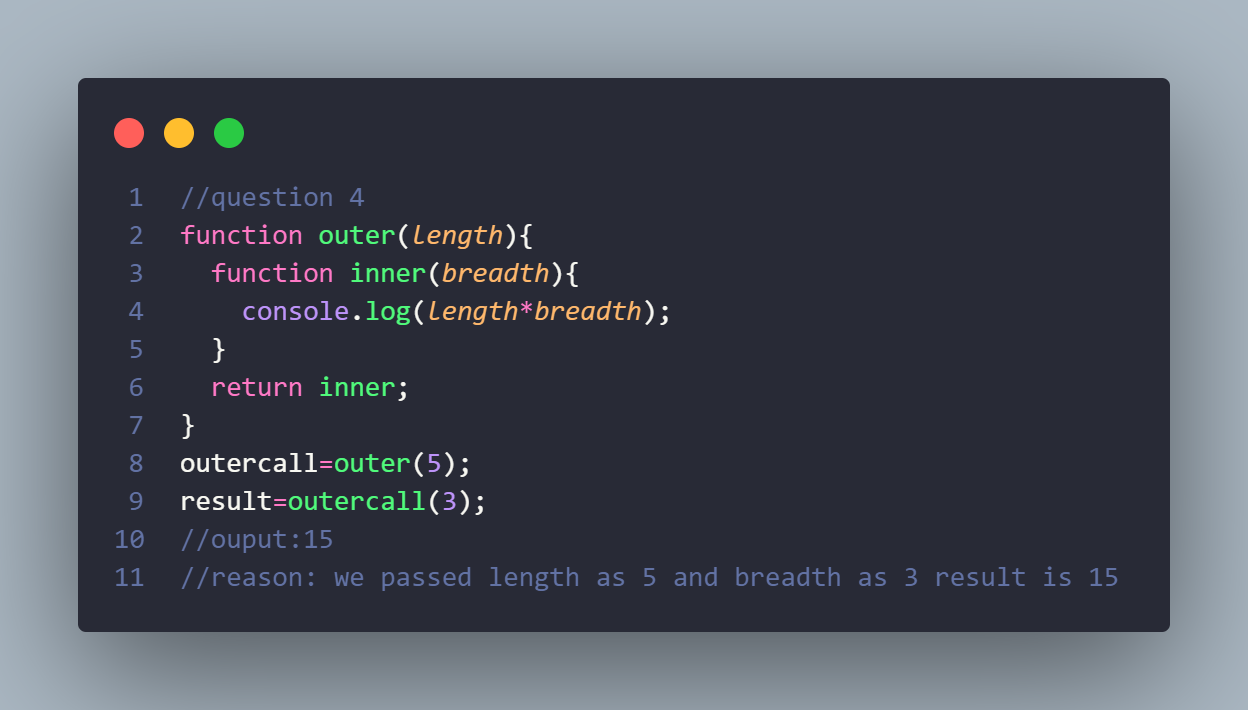 1 //question 4
2 function outer(length){
3   function inner(breadth){
4     console.log(length*breadth);
5   }
6   return inner;
7 }
8 outercall=outer(5);
9 result=outercall(3);
10 //ouput:15
11 //reason: we passed length as 5 and breadth as 3 result is 15